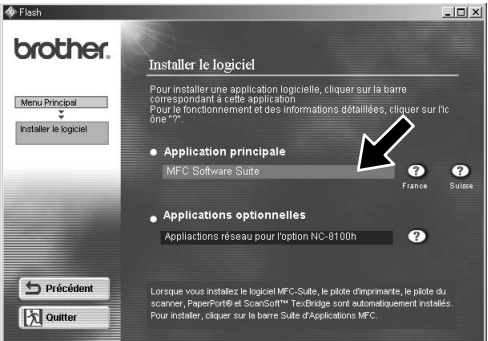 Flash
brother.
Installer le logiciel
Pour installer une application logicielle, cliquer sur la barre
correspondant à cette application
Pour le fonctionnement et des informations détaillées, cliquer sur l'ic
ône "?".
Menu Principal
Installer le logiciel
Application principale
MFC Software Suite
?
?
France
Suisse
Applications optionnelles
Appliactions réseau pour l'option NC-8100h
?
Précédent
Quitter
Lorsque vous installez le logiciel MFC-Suite, le pilote d'imprimante, le pilote du
scanner, PaperPort® et ScanSoft™ TexBridge sont automatiquement installés.
Pour installer, cliquer sur la barre Suite d'Applications MFC.